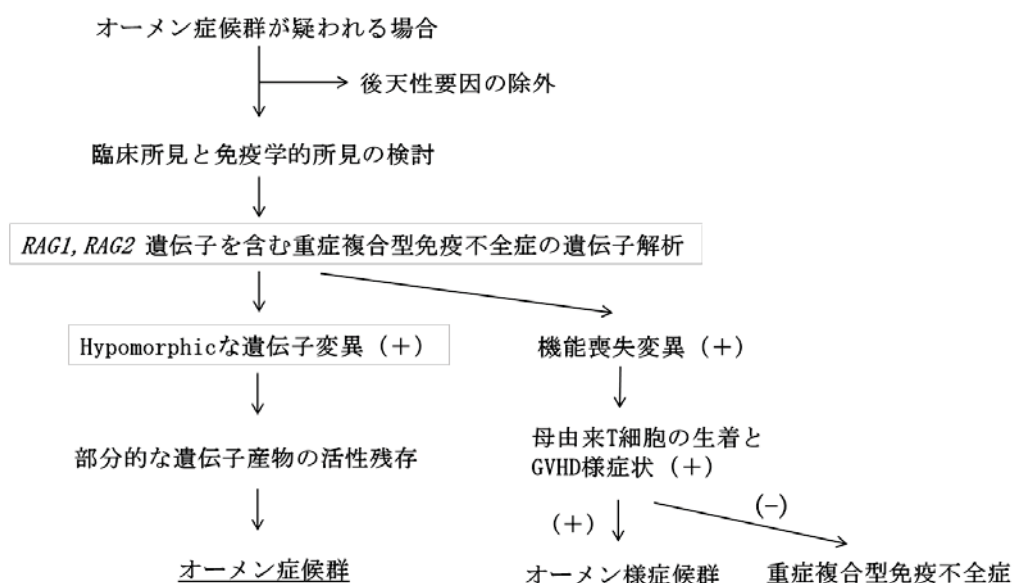 オーメン症候群が疑われる場合
後天性要因の除外
臨床所見と免疫学的所見の検討
RAG1, RAG2 遺伝子を含む重症複合型免疫不全症の遺伝子解析
Hypomorphicな遺伝子変異（＋）
機能喪失変異（＋）
部分的な遺伝子産物の活性残存
母由来T細胞の生着と
GVHD様症状（＋）
（＋）
（−）
オーメン症候群
オーメン様症候群
重症複合型免疫不全症